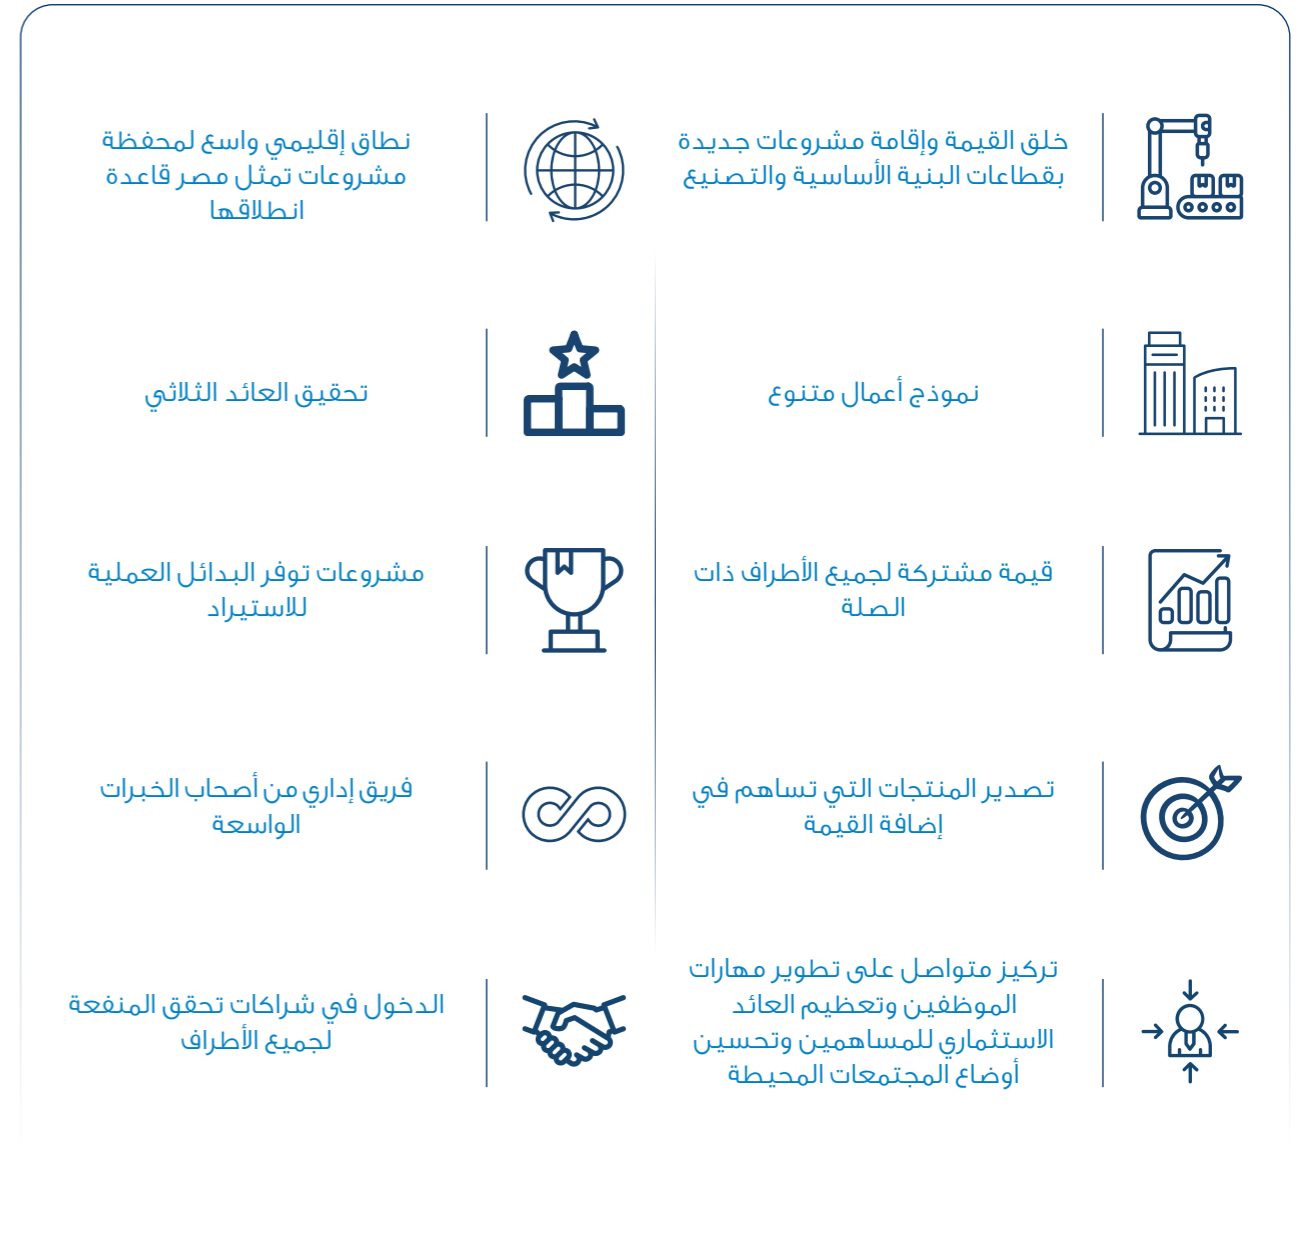 خلق القيمة وإقامة مشروعات جديدة
بقطاعات البنية الأساسية والتصنيع
نطاق إقليمي واسع لمحفظة
مشروعات تمثل مصر قاعدة
انطلاقها
نموذج أعمال متنوع
تحقيق العائد الثلاثي
قيمة مشتركة لجميع الأطراف ذات
الصلة
مشروعات توفر البدائل العملية
للاستيراد
تصدير المنتجات التي تساهم في
إضافة القيمة
فريق إداري من أصحاب الخبرات
الواسعة
تركيز متواصل على تطوير مهارات
الموظفين وتعظيم العائد
الاستثماري للمساهمين وتحسين
أوضاع المجتمعات المحيطة
الدخول في شراكات تحقق المنفعة
لجميع الأطراف